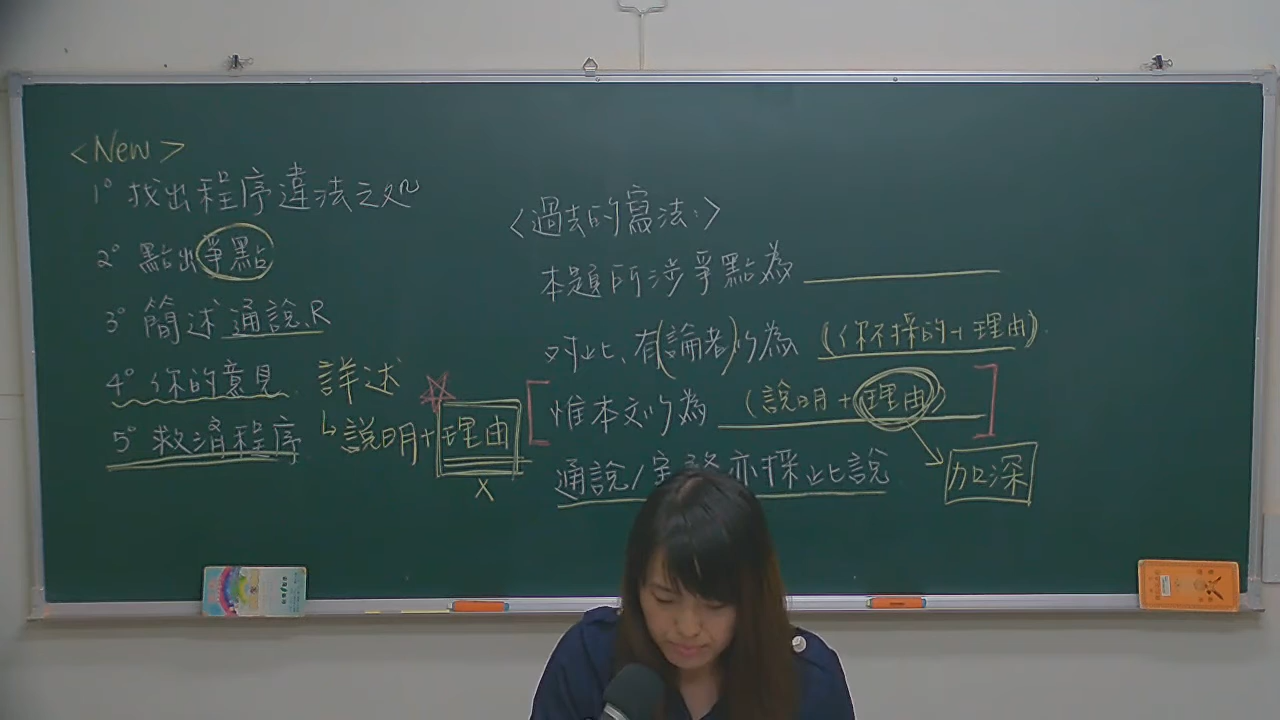 <New>
1° 找出程序違法之处
2° 點出爭點
3° 簡述通說、R
4° 你的意見 詳述
5° 救濟程序 ↳說明+理由
x
<過去的寫法:>
本題所涉爭點為
对此、有(論者)以為 (你不採的+理由).
惟本文以為 (說明+理由)
通說/實務亦採此說 加深